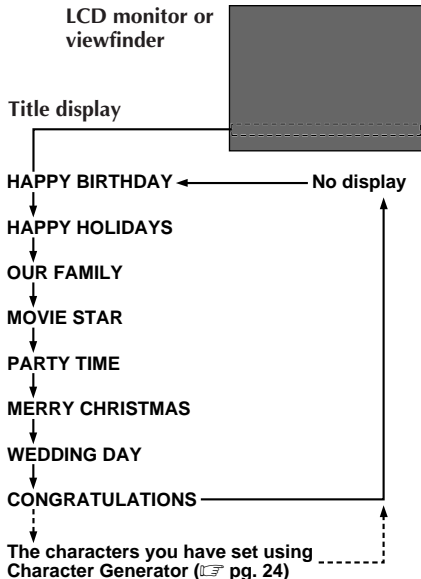 LCD monitor or
viewfinder
Title display
HAPPY BIRTHDAY
No display
HAPPY HOLIDAYS
OUR FAMILY
MOVIE STAR
PARTY TIME
MERRY CHRISTMAS
WEDDING DAY
CONGRATULATIONS
The characters you have set using
Character Generator (☞ pg. 24)